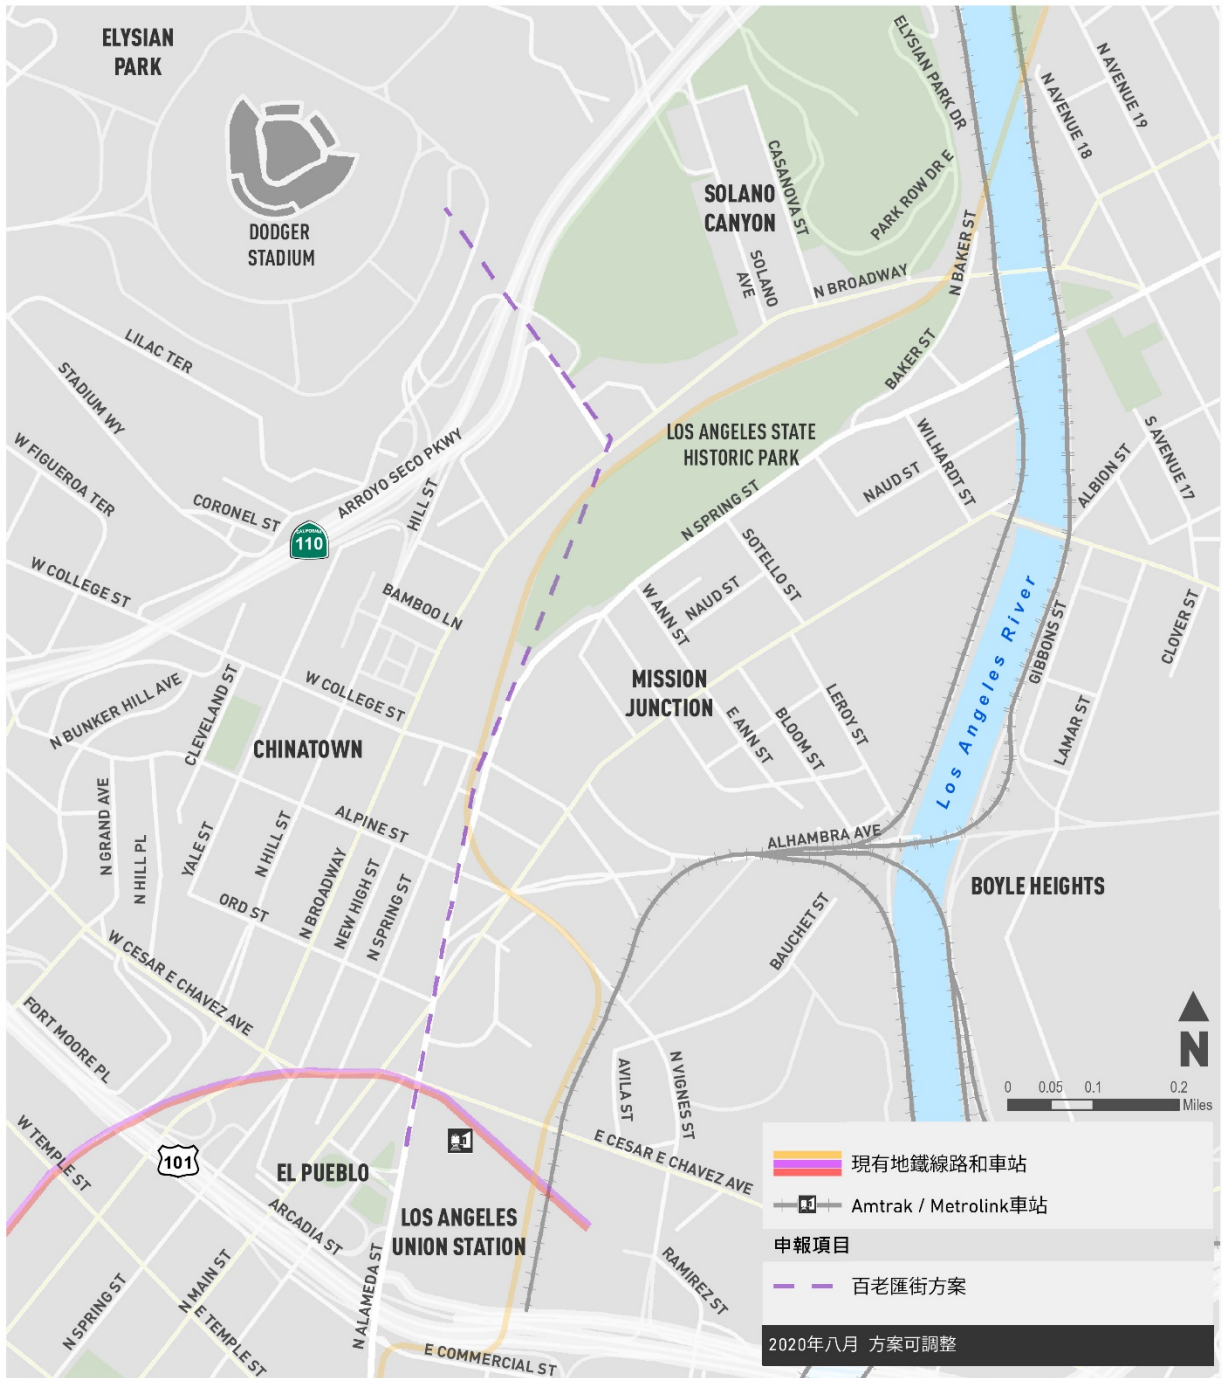 ELYSIAN
PARK
DODGER
STADIUM
ELYSIAN PARK DR
N AVENUE 19
N AVENUE 18
CASANOVA ST
PARK ROW DR E
SOLANO
CANYON
SOLANO
AVE
N BROADWAY
N BAKER ST
LILAC TER
STADIUM WY
BAKER ST
W FIGUEROA TER
ARROYO SECO PKWY
LOS ANGELES STATE
HISTORIC PARK
WILHARDT ST
S AVENUE 17
NAUD ST
ALBION ST
CORONEL ST
HILL ST
CALIFORNIA
110
N SPRING ST
W COLLEGE ST
BAMBOO LN
SOTELLO ST
W ANN ST
NAUD ST
Los Angeles River
GIBBONS ST
CLOVER ST
N BUNKER HILL AVE
CLEVELAND ST
W COLLEGE ST
MISSION
JUNCTION
E ANN ST
BLOOM ST
LEROY ST
LAMAR ST
CHINATOWN
N GRAND AVE
N HILL PL
YALE ST
N HILL ST
ALPINE ST
ALHAMBRA AVE
ORD ST
N BROADWAY
NEW HIGH ST
N SPRING ST
BOYLE HEIGHTS
BAUCHET ST
W CESAR E CHAVEZ AVE
FORT MOORE PL
N
AVILA ST
N VIGNES ST
0 0.05 0.1 0.2
Miles
W TEMPLE ST
101
EL PUEBLO
E CESAR E CHAVEZ AVE
ARCADIA ST
LOS ANGELES
UNION STATION
N SPRING ST
N MAIN ST
E TEMPLE ST
N ALAMEDA ST
RAMIREZ ST
E COMMERCIAL ST
現有地鐵線路和車站
Amtrak / Metrolink車站
申報項目
百老匯街方案
2020年八月 方案可調整